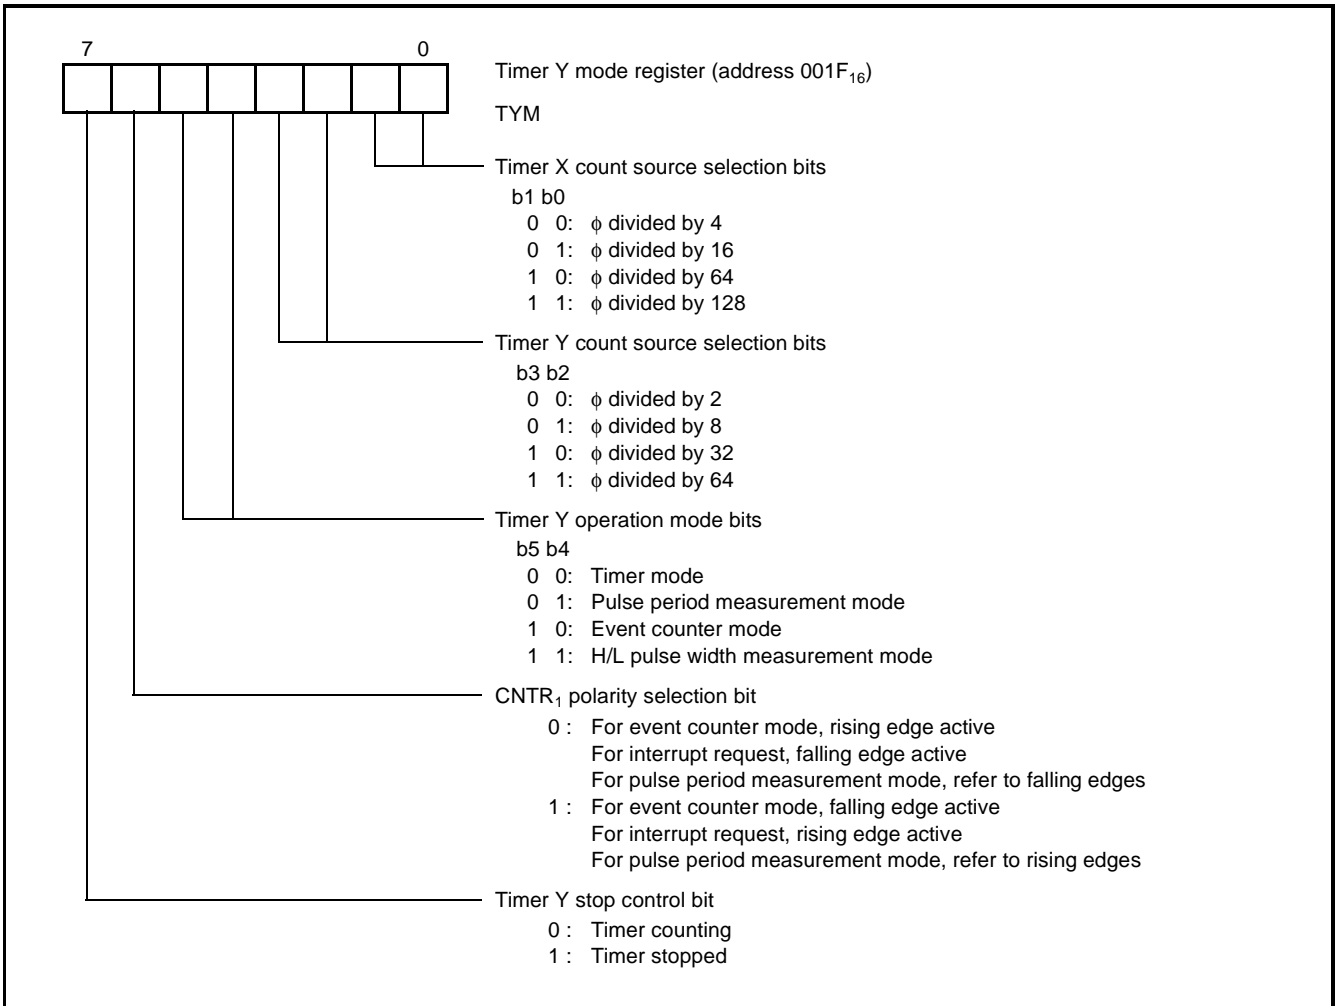 7 0
Timer Y mode register (address 001F₁₆)
TYM
Timer X count source selection bits
b1 b0
0 0: ϕ divided by 4
0 1: ϕ divided by 16
1 0: ϕ divided by 64
1 1: ϕ divided by 128
Timer Y count source selection bits
b3 b2
0 0: ϕ divided by 2
0 1: ϕ divided by 8
1 0: ϕ divided by 32
1 1: ϕ divided by 64
Timer Y operation mode bits
b5 b4
0 0: Timer mode
0 1: Pulse period measurement mode
1 0: Event counter mode
1 1: H/L pulse width measurement mode
CNTR₁ polarity selection bit
0 : For event counter mode, rising edge active
For interrupt request, falling edge active
For pulse period measurement mode, refer to falling edges
1 : For event counter mode, falling edge active
For interrupt request, rising edge active
For pulse period measurement mode, refer to rising edges
Timer Y stop control bit
0 : Timer counting
1 : Timer stopped